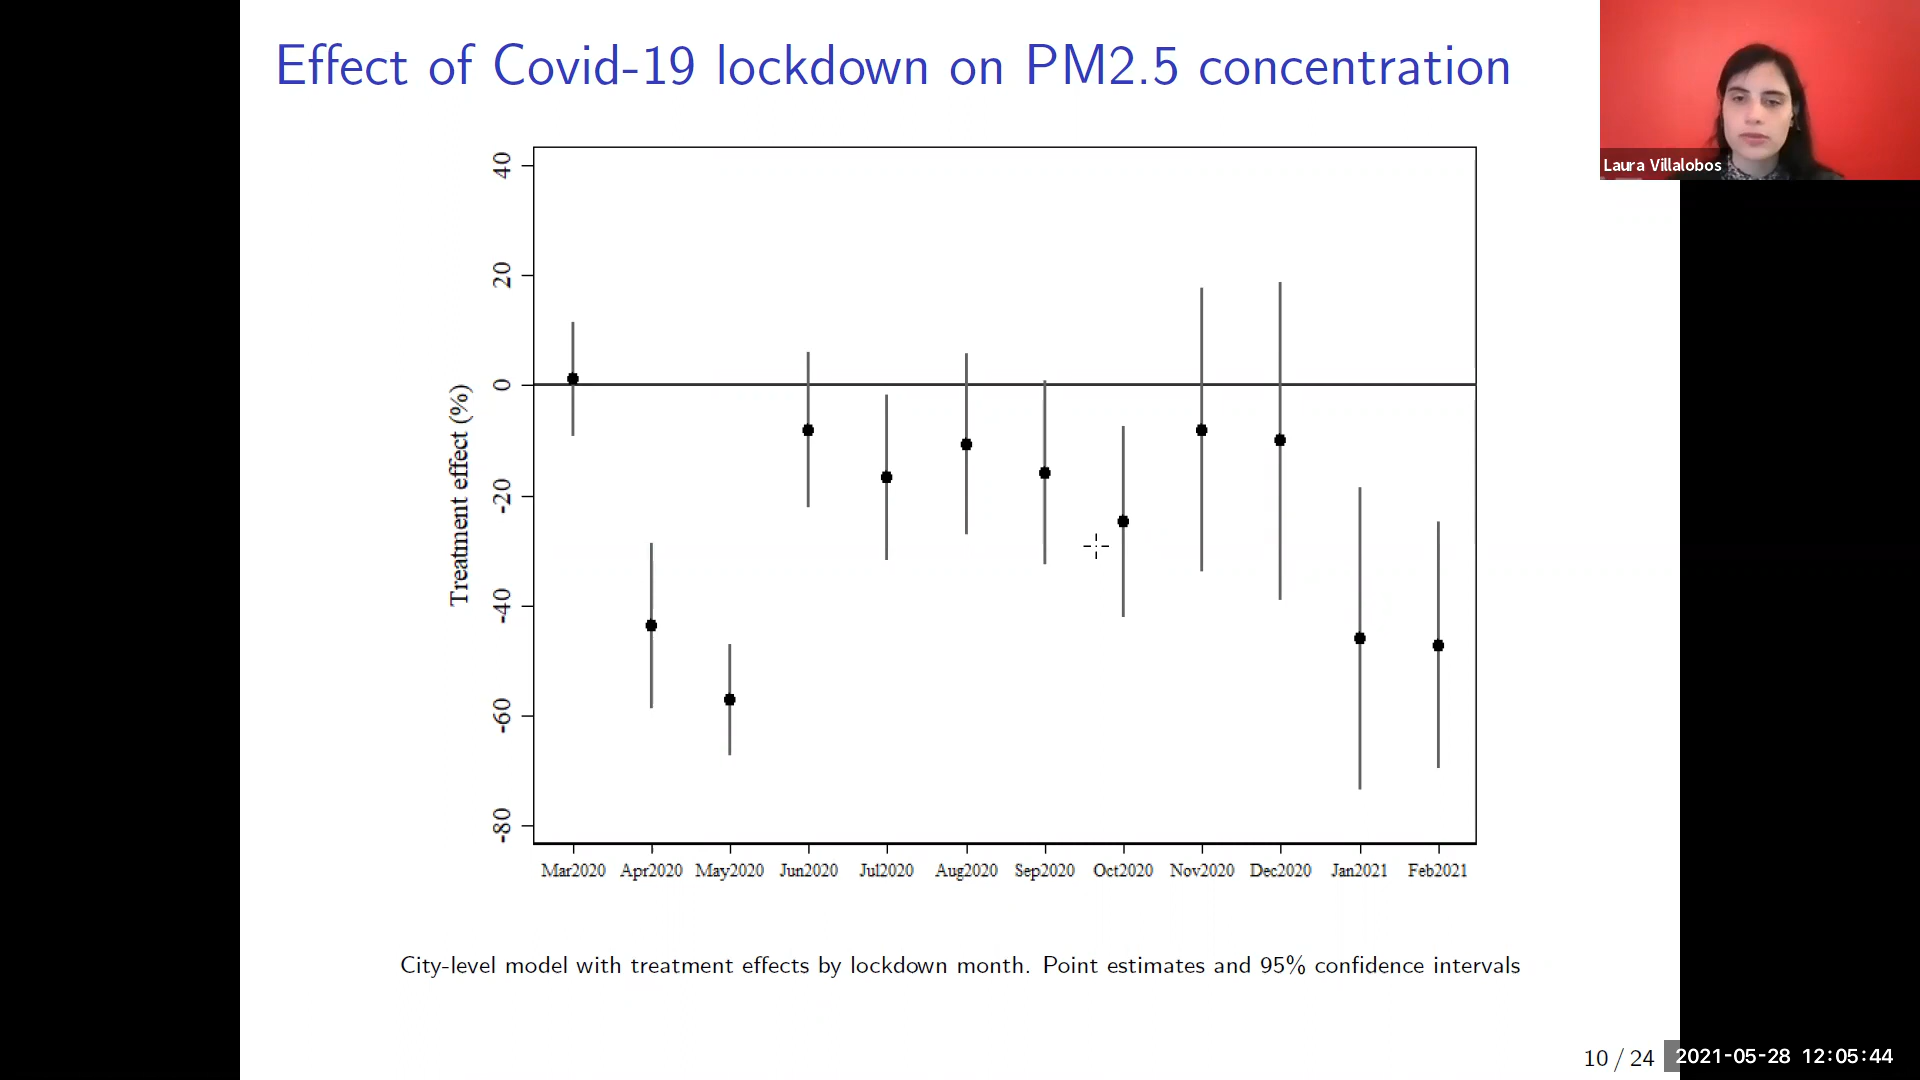 Effect of Covid-19 lockdown on PM2.5 concentration
Laura Villalobos
40
20
0
-20
-40
-60
-80
Treatment effect (%)
Mar2020 Apr2020 May2020 Jun2020 Jul2020 Aug2020 Sep2020 Oct2020 Nov2020 Dec2020 Jan2021 Feb2021
City-level model with treatment effects by lockdown month. Point estimates and 95% confidence intervals
10 / 24
2021-05-28 12:05:44